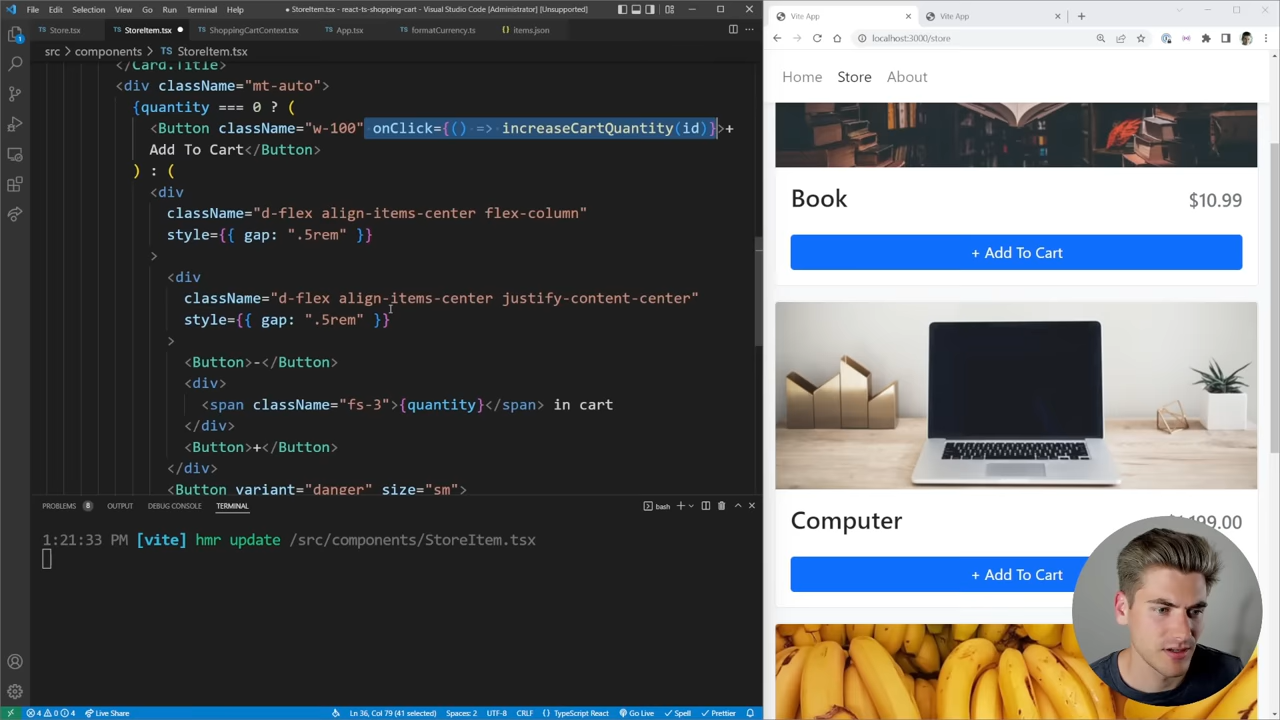 File Edit Selection View Go Run Terminal Help
StoreItem.tsx - react-ts-shopping-cart - Visual Studio Code [Administrator] [Unsupported]
Store.tsx StoreItem.tsx ShoppingCartContext.tsx App.tsx formatCurrency.ts items.json
src > components > StoreItem.tsx
</Card.Title>
<div className="mt-auto">
{quantity === 0 ? (
<Button className="w-100" onClick={() => increaseCartQuantity(id)}>+
Add To Cart</Button>
) : (
<div
className="d-flex align-items-center flex-column"
style={{ gap: ".5rem" }}
>
<div
className="d-flex align-items-center justify-content-center"
style={{ gap: ".5rem" }}
>
<Button>-</Button>
<div>
<span className="fs-3">{quantity}</span> in cart
</div>
<Button>+</Button>
</div>
<Button variant="danger" size="sm">
PROBLEMS 8 OUTPUT DEBUG CONSOLE TERMINAL
bash
1:21:33 PM [vite] hmr update /src/components/StoreItem.tsx
4 0 4 Live Share
Ln 36, Col 79 (41 selected) Spaces: 2 UTF-8 CRLF TypeScript React Go Live Spell Prettier
Vite App
Vite App
localhost:3000/store
Home Store About
Book $10.99
+ Add To Cart
Computer
+ Add To Cart